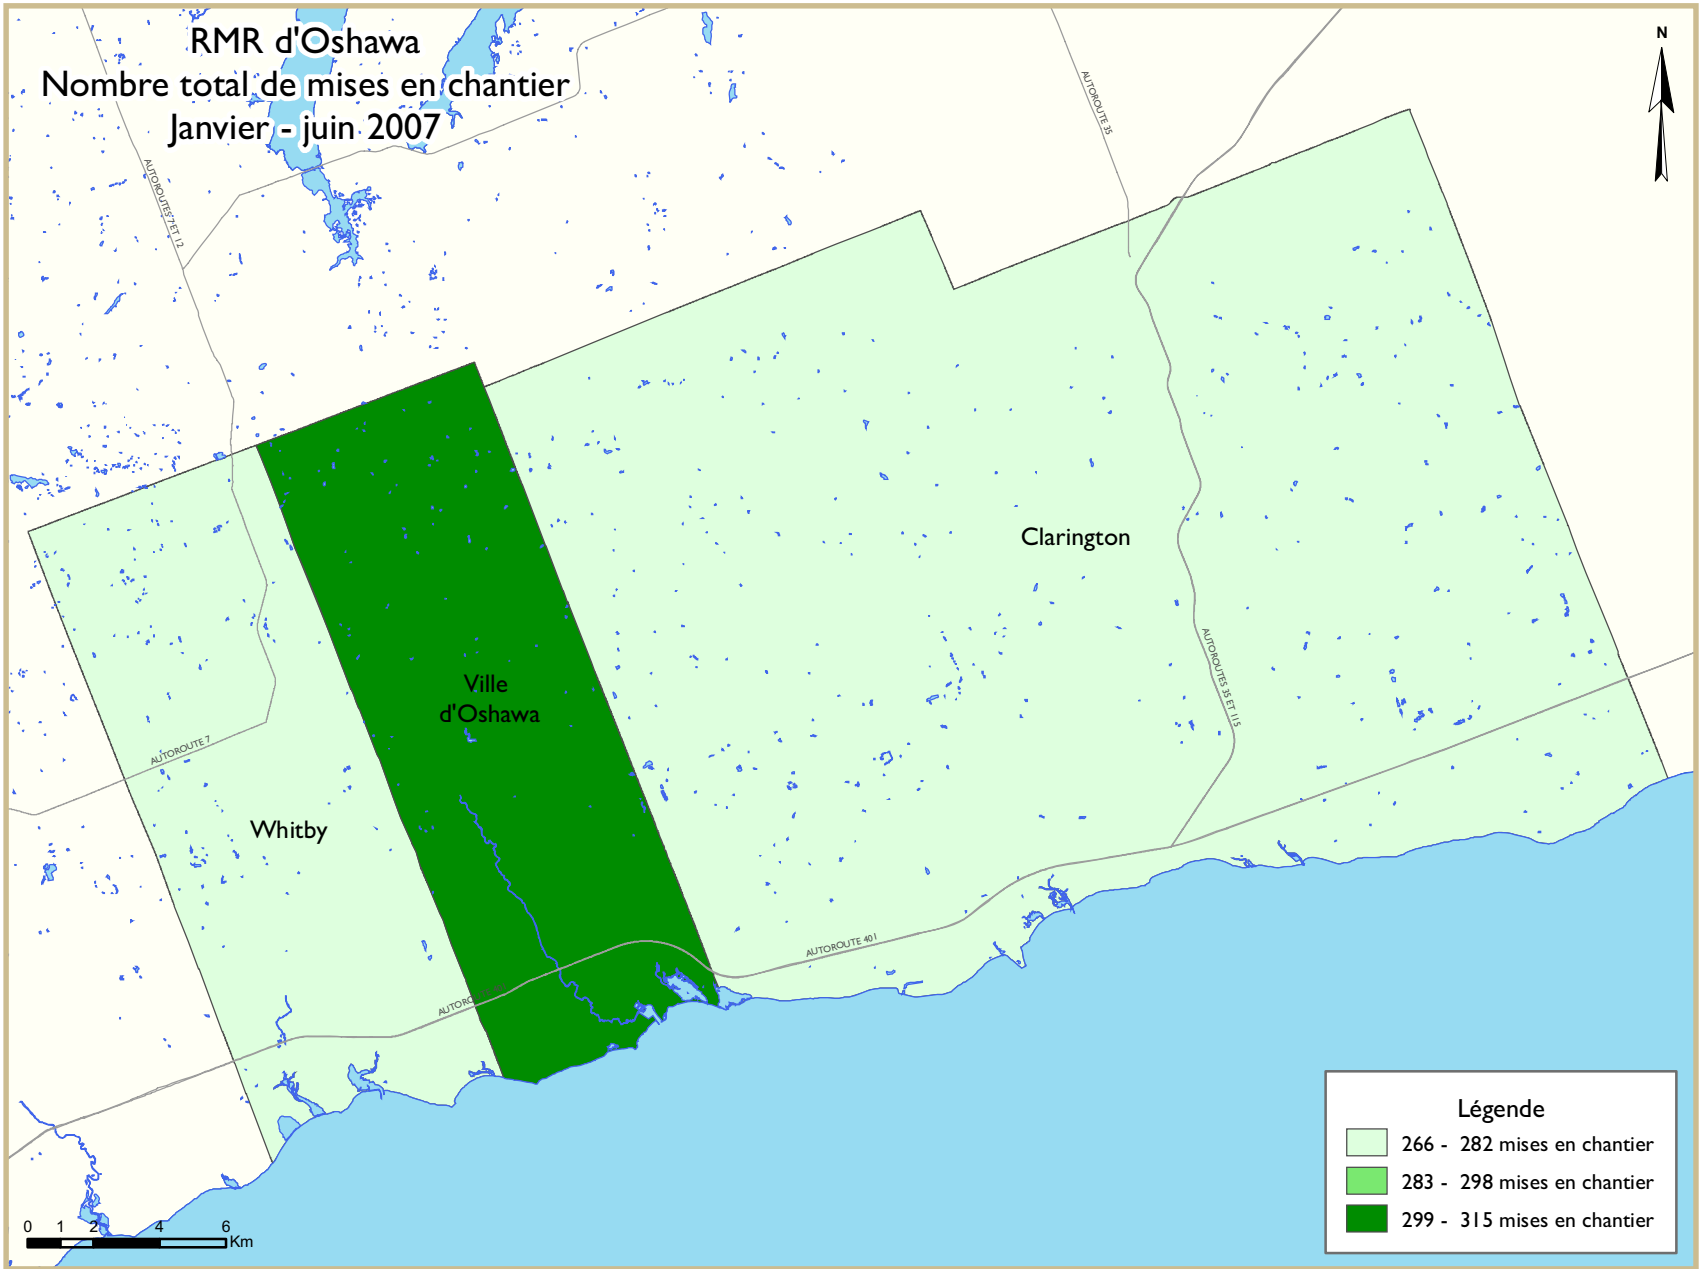 RMR d'Oshawa
Nombre total de mises en chantier
Janvier - juin 2007
N
AUTOROUTE 35
AUTOROUTES 7 ET 12
Clarington
Ville
d'Oshawa
AUTOROUTES 35 ET 115
AUTOROUTE 7
Whitby
AUTOROUTE 401
Légende
266 - 282 mises en chantier
283 - 298 mises en chantier
299 - 315 mises en chantier
0 1 2 4 6
Km